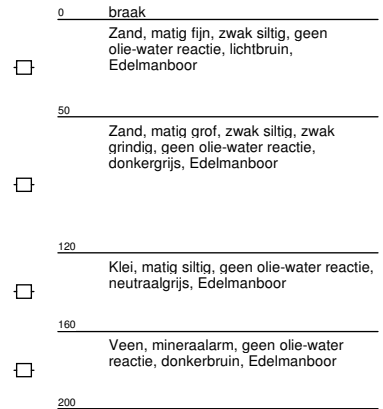 0 braak
Zand, matig fijn, zwak siltig, geen
olie-water reactie, lichtbruin,
Edelmanboor
50
Zand, matig grof, zwak siltig, zwak
grindig, geen olie-water reactie,
donkergrijs, Edelmanboor
120
Klei, matig siltig, geen olie-water reactie,
neutraalgrijs, Edelmanboor
160
Veen, mineraalarm, geen olie-water
reactie, donkerbruin, Edelmanboor
200